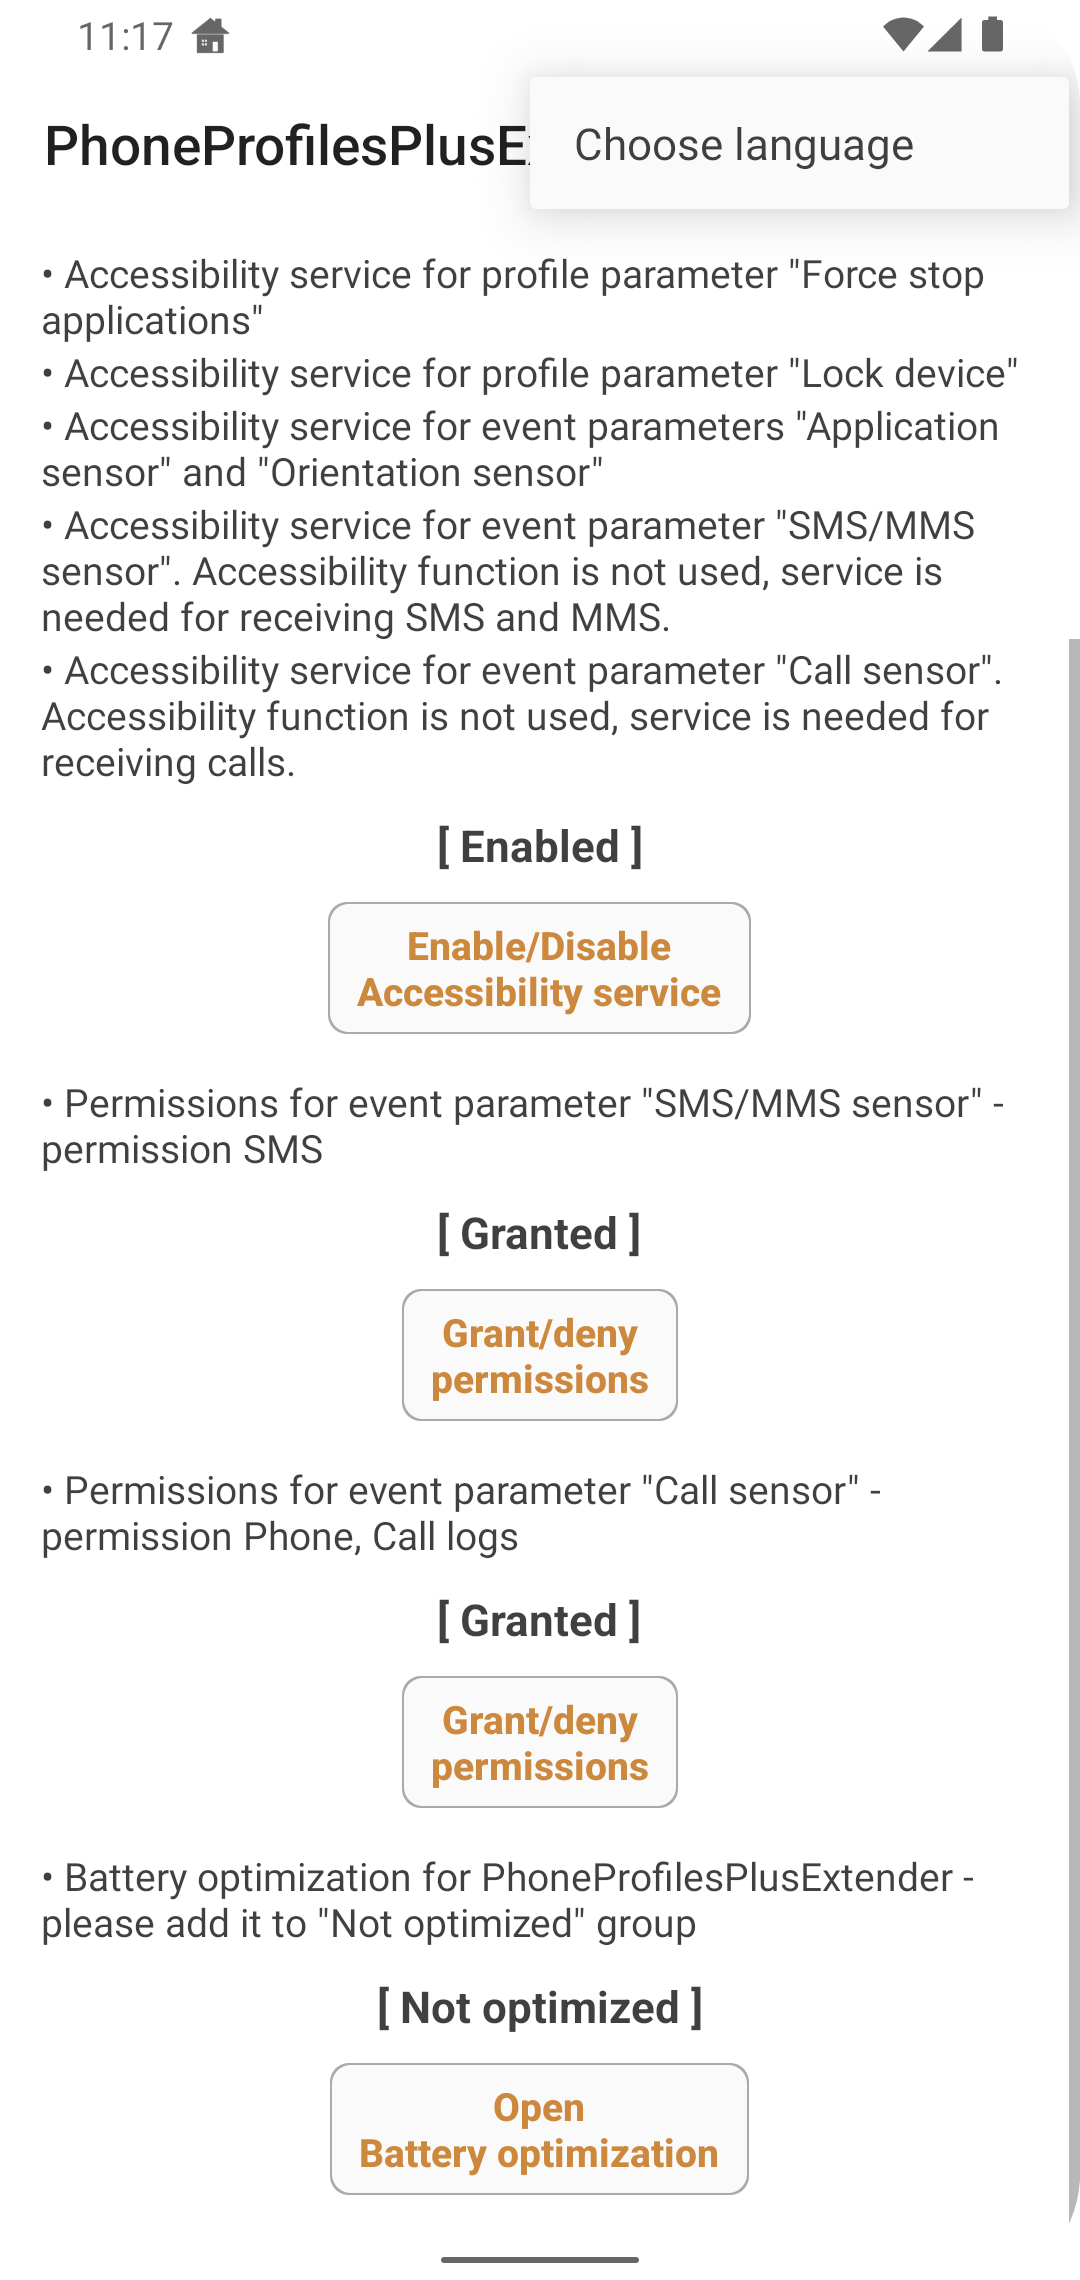 11:17
PhoneProfilesPlusE
Choose language
• Accessibility service for profile parameter "Force stop
applications"
• Accessibility service for profile parameter "Lock device"
• Accessibility service for event parameters "Application
sensor" and "Orientation sensor"
• Accessibility service for event parameter "SMS/MMS
sensor". Accessibility function is not used, service is
needed for receiving SMS and MMS.
• Accessibility service for event parameter "Call sensor".
Accessibility function is not used, service is needed for
receiving calls.
[ Enabled ]
Enable/Disable
Accessibility service
• Permissions for event parameter "SMS/MMS sensor" -
permission SMS
[ Granted ]
Grant/deny
permissions
• Permissions for event parameter "Call sensor" -
permission Phone, Call logs
[ Granted ]
Grant/deny
permissions
• Battery optimization for PhoneProfilesPlusExtender -
please add it to "Not optimized" group
[ Not optimized ]
Open
Battery optimization